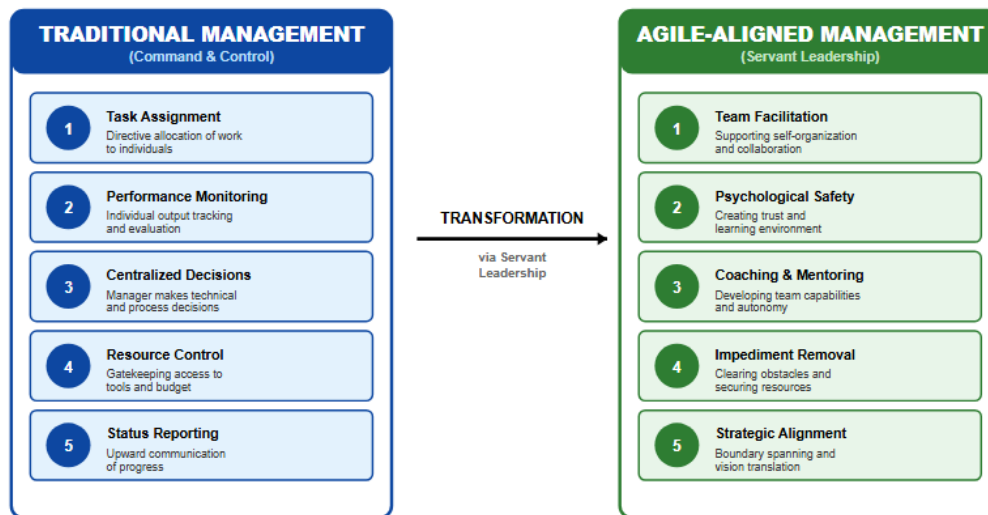 TRADITIONAL MANAGEMENT
(Command & Control)
1
Task Assignment
Directive allocation of work
to individuals
2
Performance Monitoring
Individual output tracking
and evaluation
3
Centralized Decisions
Manager makes technical
and process decisions
4
Resource Control
Gatekeeping access to
tools and budget
5
Status Reporting
Upward communication
of progress
TRANSFORMATION
via Servant
Leadership
AGILE-ALIGNED MANAGEMENT
(Servant Leadership)
1
Team Facilitation
Supporting self-organization
and collaboration
2
Psychological Safety
Creating trust and
learning environment
3
Coaching & Mentoring
Developing team capabilities
and autonomy
4
Impediment Removal
Clearing obstacles and
securing resources
5
Strategic Alignment
Boundary spanning and
vision translation